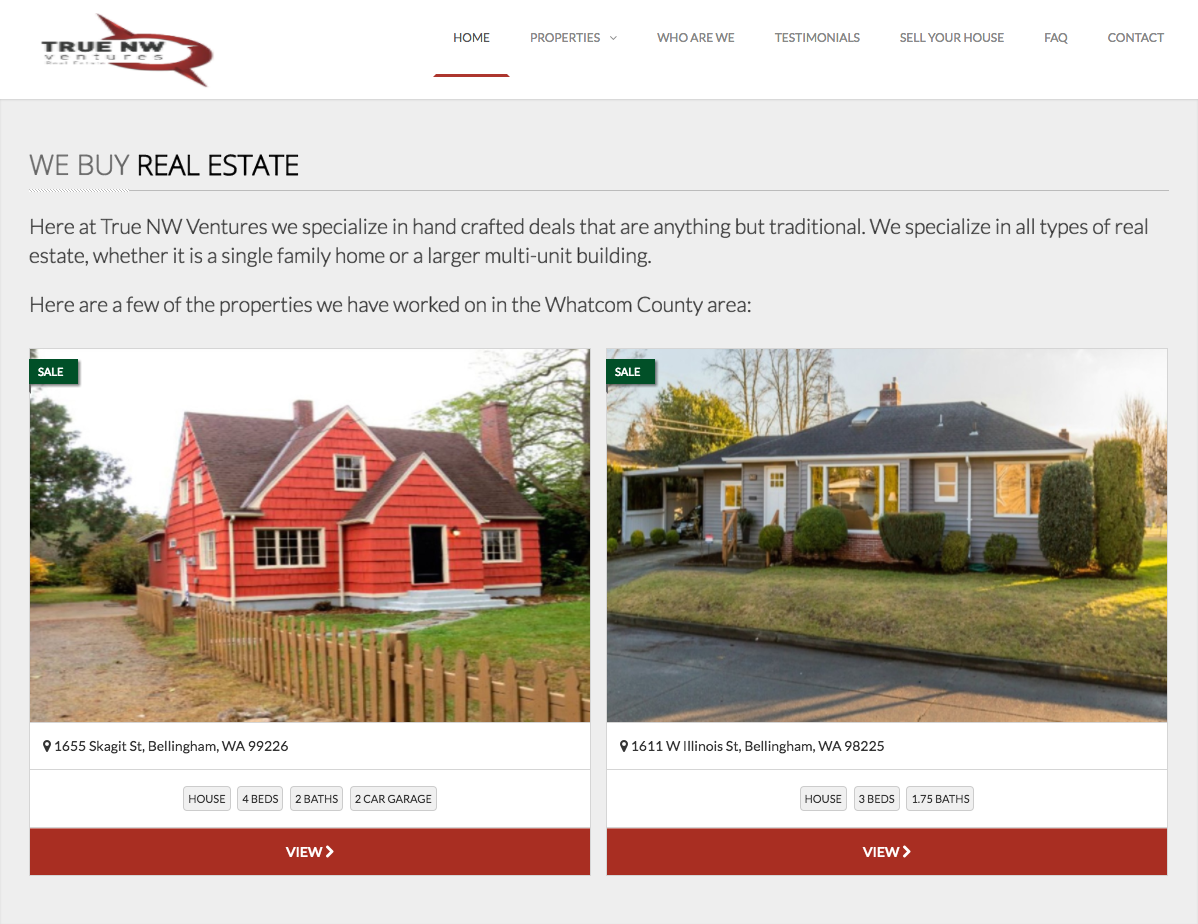 TRUE NW
ventures
Real Estate
HOME PROPERTIES WHO ARE WE TESTIMONIALS SELL YOUR HOUSE FAQ CONTACT
WE BUY REAL ESTATE
Here at True NW Ventures we specialize in hand crafted deals that are anything but traditional. We specialize in all types of real
estate, whether it is a single family home or a larger multi-unit building.
Here are a few of the properties we have worked on in the Whatcom County area:
SALE
1655 Skagit St, Bellingham, WA 99226
HOUSE 4 BEDS 2 BATHS 2 CAR GARAGE
VIEW
SALE
1611 W Illinois St, Bellingham, WA 98225
HOUSE 3 BEDS 1.75 BATHS
VIEW